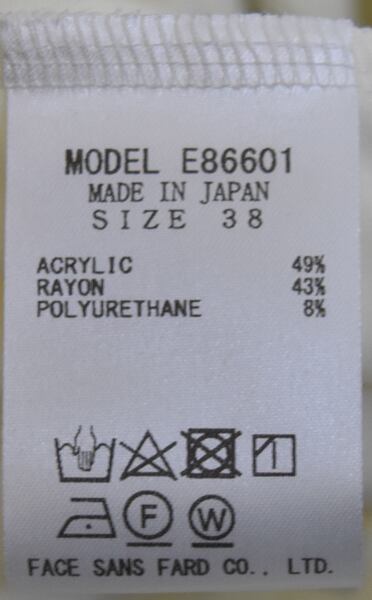 MODEL E86601
MADE IN JAPAN
SIZE 38
ACRYLIC 49%
RAYON 43%
POLYURETHANE 8%
F W
FACE SANS FARD CO., LTD.